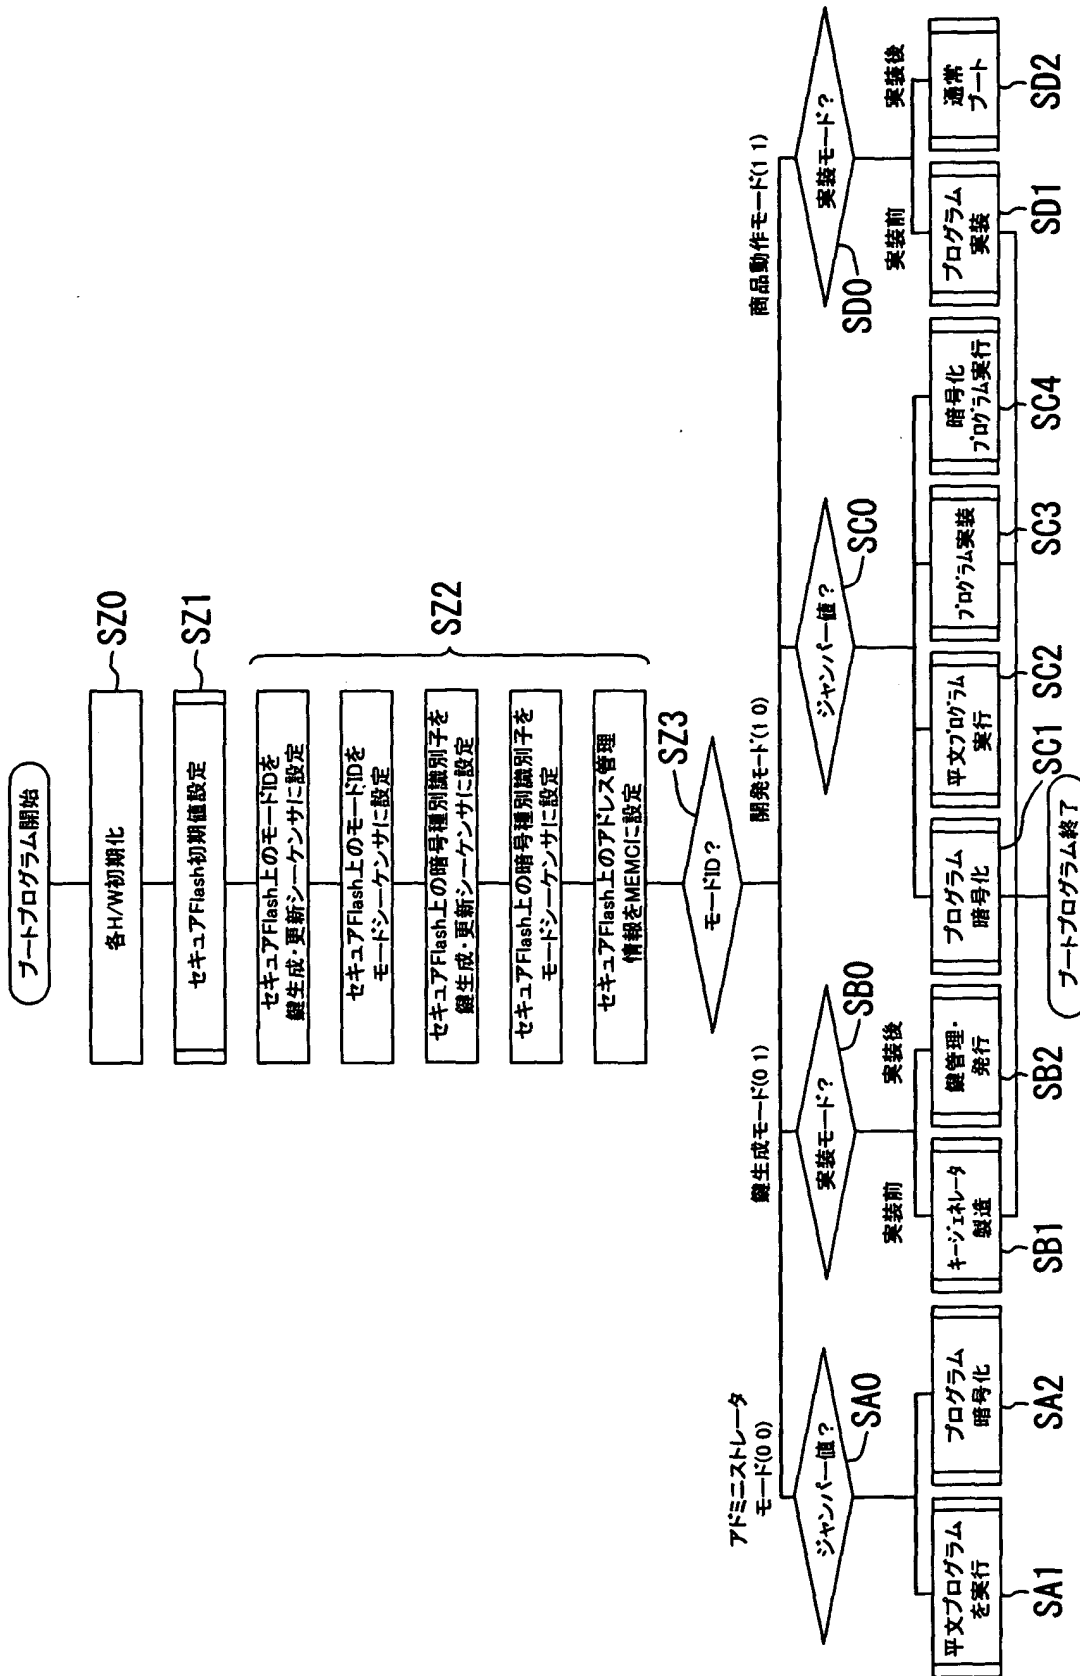 ブートプログラム開始
各H/W初期化
SZ0
セキュアFlash初期値設定
SZ1
セキュアFlash上のモードIDを
鍵生成・更新シーケンサに設定
セキュアFlash上のモードIDを
モードシーケンサに設定
セキュアFlash上の暗号種別識別子を
鍵生成・更新シーケンサに設定
セキュアFlash上の暗号種別識別子を
モードシーケンサに設定
セキュアFlash上のアドレス管理
情報をMEMCに設定
SZ2
モードID?
SZ3
アドミニストレータ
モード(00)
鍵生成モード(01)
開発モード(10)
商品動作モード(11)
ジャンパー値?
SA0
実装モード?
SB0
ジャンパー値?
SC0
実装モード?
SD0
実装前
実装後
実装前
実装後
平文プログラム
を実行
SA1
プログラム
暗号化
SA2
キージェネレータ
製造
SB1
鍵管理・
発行
SB2
プログラム
暗号化
SC1
平文プログラム
実行
SC2
プログラム実装
SC3
暗号化
プログラム実行
SC4
プログラム
実装
SD1
通常
ブート
SD2
ブートプログラム終了